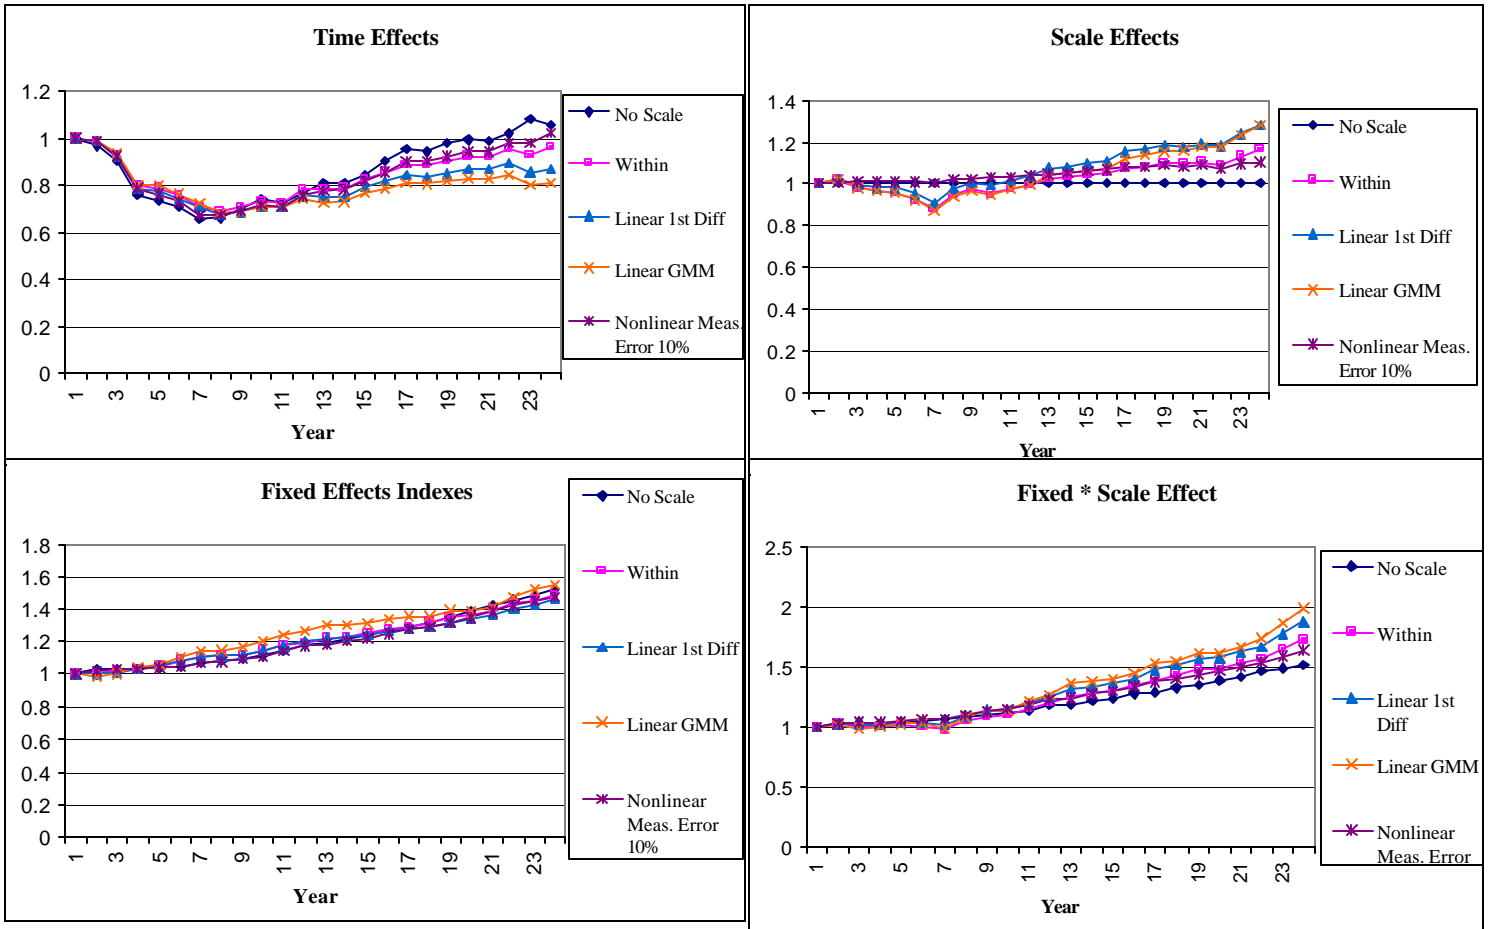 Time Effects
1.2
1
0.8
0.6
0.4
0.2
0
1
3
5
7
9
11
13
15
17
19
21
23
Year
No Scale
Within
Linear 1st Diff
Linear GMM
Nonlinear Meas.
Error 10%
Scale Effects
1.4
1.2
1
0.8
0.6
0.4
0.2
0
1
3
5
7
9
11
13
15
17
19
21
23
Year
No Scale
Within
Linear 1st Diff
Linear GMM
Nonlinear Meas.
Error 10%
Fixed Effects Indexes
1.8
1.6
1.4
1.2
1
0.8
0.6
0.4
0.2
0
1
3
5
7
9
11
13
15
17
19
21
23
Year
No Scale
Within
Linear 1st Diff
Linear GMM
Nonlinear
Meas. Error
10%
Fixed * Scale Effect
2.5
2
1.5
1
0.5
0
1
3
5
7
9
11
13
15
17
19
21
23
Year
No Scale
Within
Linear 1st
Diff
Linear GMM
Nonlinear
Meas. Error